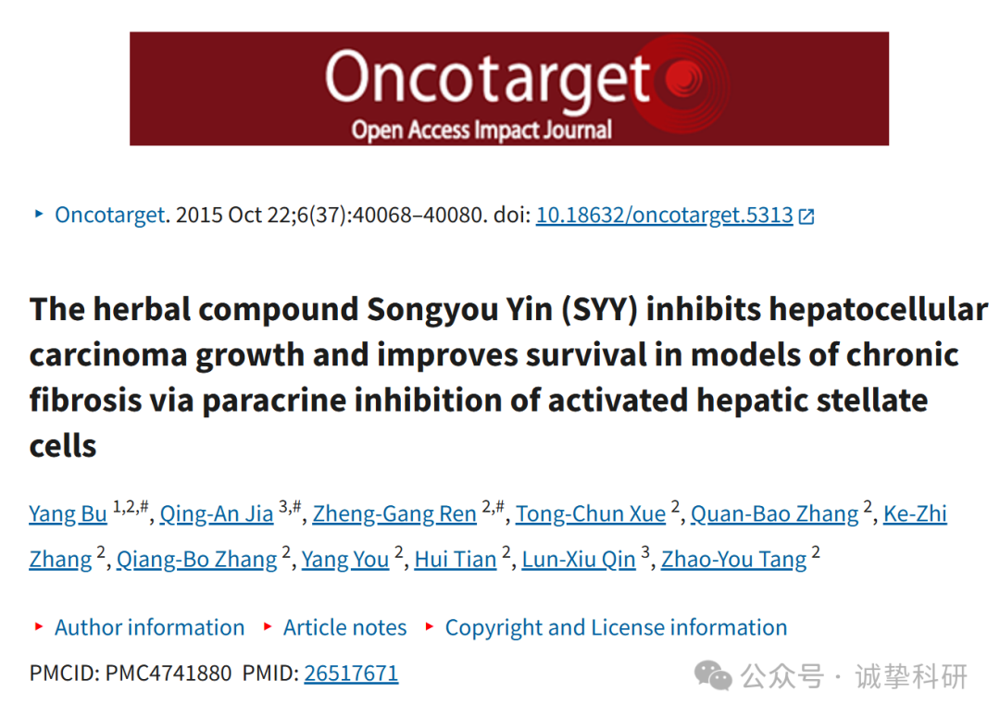 Oncotarget
Open Access Impact Journal
‣ Oncotarget. 2015 Oct 22;6(37):40068–40080. doi: 10.18632/oncotarget.5313
The herbal compound Songyou Yin (SYY) inhibits hepatocellular
carcinoma growth and improves survival in models of chronic
fibrosis via paracrine inhibition of activated hepatic stellate
cells
Yang Bu 1,2,#, Qing-An Jia 3,#, Zheng-Gang Ren 2,#, Tong-Chun Xue 2, Quan-Bao Zhang 2, Ke-Zhi
Zhang 2, Qiang-Bo Zhang 2, Yang You 2, Hui Tian 2, Lun-Xiu Qin 3, Zhao-You Tang 2
‣ Author information ‣ Article notes ‣ Copyright and License information
PMCID: PMC4741880 PMID: 26517671
公众号 · 诚挚科研